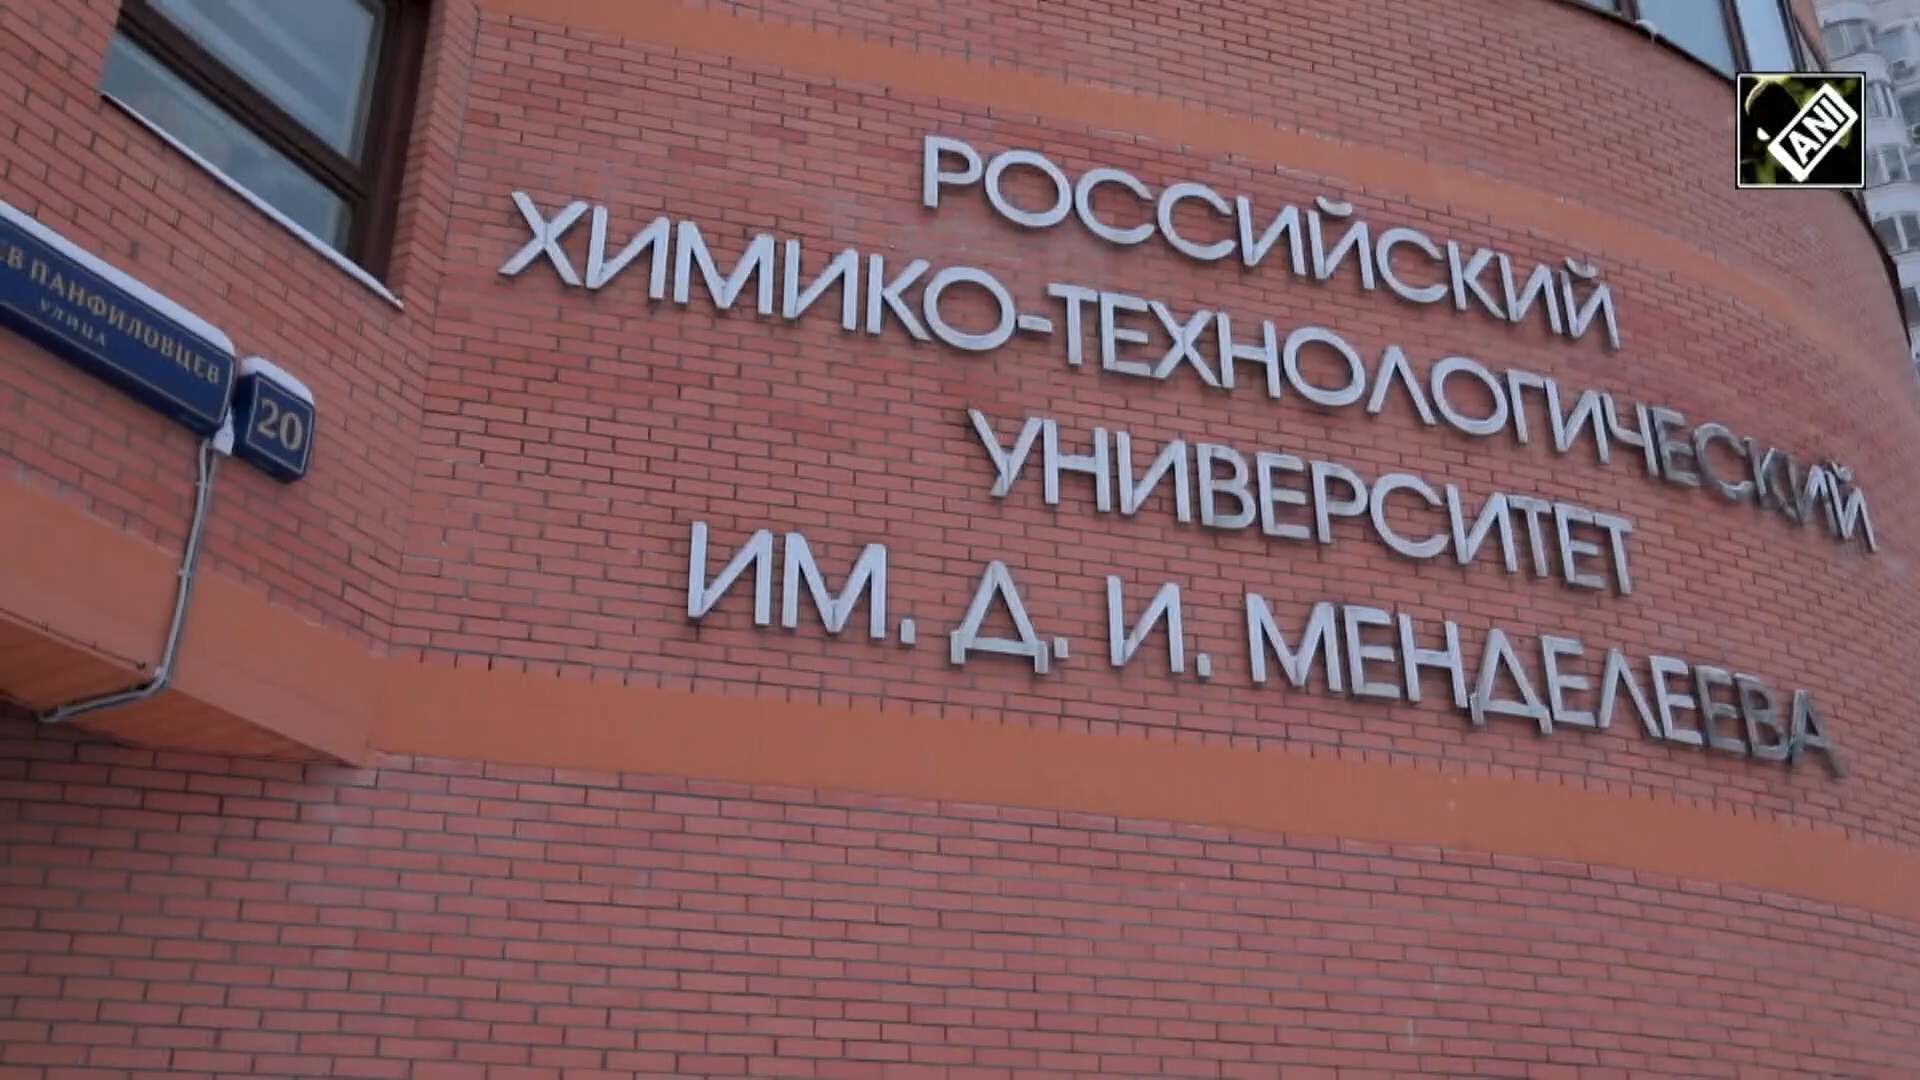 РОССИЙСКИЙ
ХИМИКО-ТЕХНОЛОГИЧЕСКИЙ
УНИВЕРСИТЕТ
ИМ. Д. И. МЕНДЕЛЕЕВА
ПАНФИЛОВЦЕВ
УЛИЦА
20
ANI